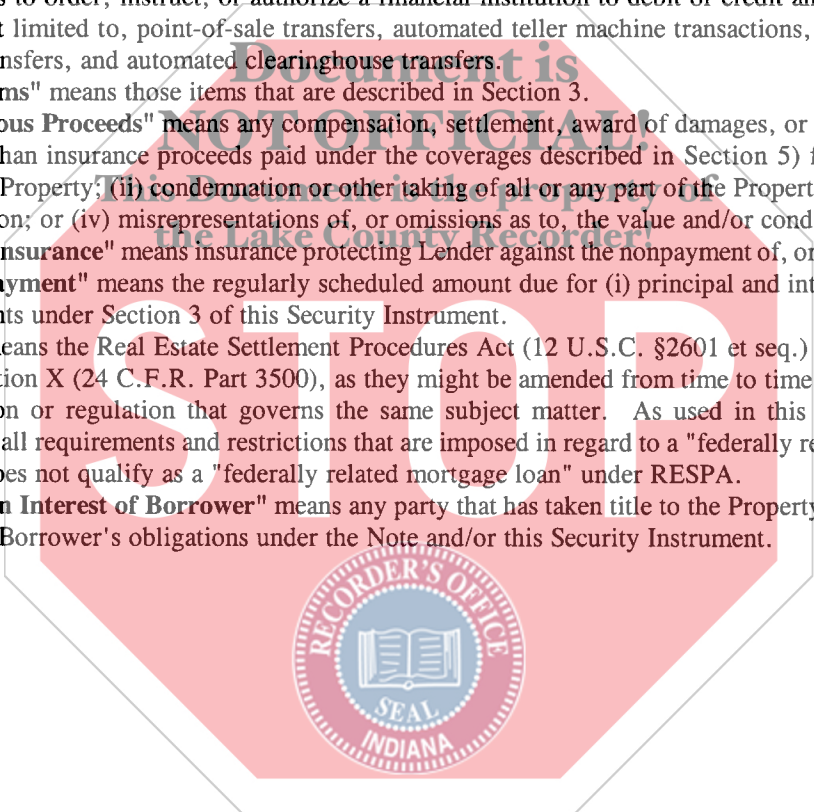 s to order, instruct, or authorize a financial institution to debit or credit an
t limited to, point-of-sale transfers, automated teller machine transactions,
nsfers, and automated clearinghouse transfers.
Document is
ms" means those items that are described in Section 3.
ous Proceeds" means any compensation, settlement, award of damages, or
NOT OFFICIAL!
han insurance proceeds paid under the coverages described in Section 5) f
Property; (ii) condemnation or other taking of all or any part of the Propert
This Document is the property of
on; or (iv) misrepresentations of, or omissions as to, the value and/or cond
the Lake County Recorder!
nsurance" means insurance protecting Lender against the nonpayment of, or
ayment" means the regularly scheduled amount due for (i) principal and int
nts under Section 3 of this Security Instrument.
STOP
eans the Real Estate Settlement Procedures Act (12 U.S.C. §2601 et seq.)
tion X (24 C.F.R. Part 3500), as they might be amended from time to time
on or regulation that governs the same subject matter. As used in this
all requirements and restrictions that are imposed in regard to a "federally re
oes not qualify as a "federally related mortgage loan" under RESPA.
n Interest of Borrower" means any party that has taken title to the Property
Borrower's obligations under the Note and/or this Security Instrument.
RECORDER'S OFFICE
SEAL
INDIANA